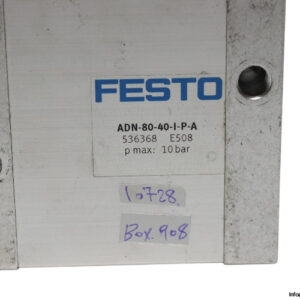 FESTO
ADN-80-40-I-P-A
536368 E508
p max: 10 bar
10728
Box 908